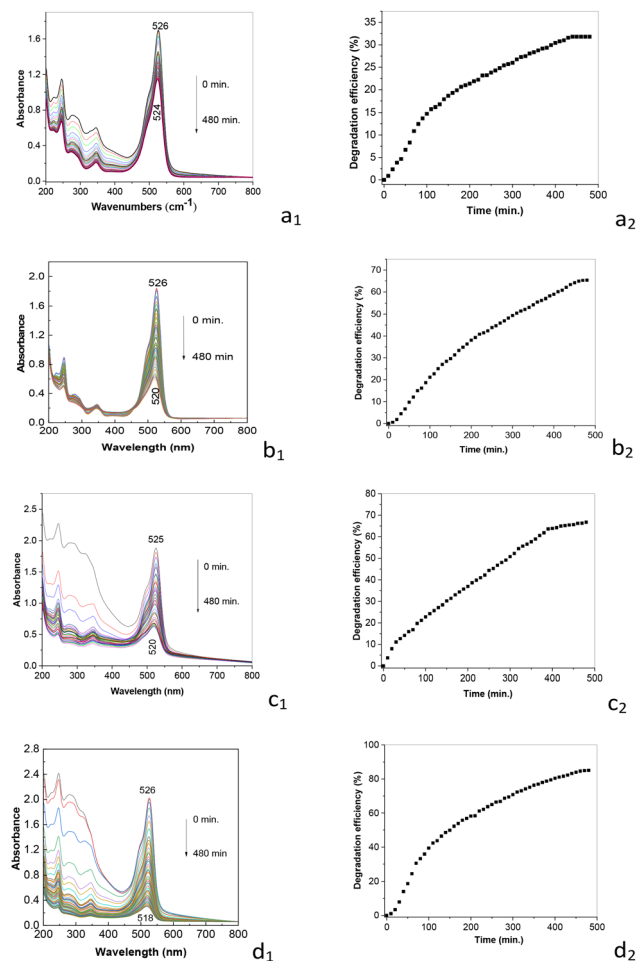 526
0 min.
480 min.
524
Absorbance
1.6
1.2
0.8
0.4
0.0
200 300 400 500 600 700 800
Wavenumbers (cm-1)
a1
Degradation efficiency (%)
35
30
25
20
15
10
5
0
0 100 200 300 400 500
Time (min.)
a2
526
0 min.
480 min
520
Absorbance
2.0
1.6
1.2
0.8
0.4
0.0
200 300 400 500 600 700 800
Wavelength (nm)
b1
Degradation efficiency (%)
70
60
50
40
30
20
10
0
0 100 200 300 400 500
Time (min.)
b2
525
0 min.
480 min.
520
Absorbance
2.5
2.0
1.5
1.0
0.5
0.0
200 300 400 500 600 700 800
Wavelength (nm)
c1
Degradation efficiency (%)
80
70
60
50
40
30
20
10
0
0 100 200 300 400 500
Time (min.)
c2
526
0 min.
480 min
518
Absorbance
2.8
2.4
2.0
1.6
1.2
0.8
0.4
0.0
200 300 400 500 600 700 800
Wavelength (nm)
d1
Degradation efficiency (%)
100
80
60
40
20
0
0 100 200 300 400 500
Time (min.)
d2